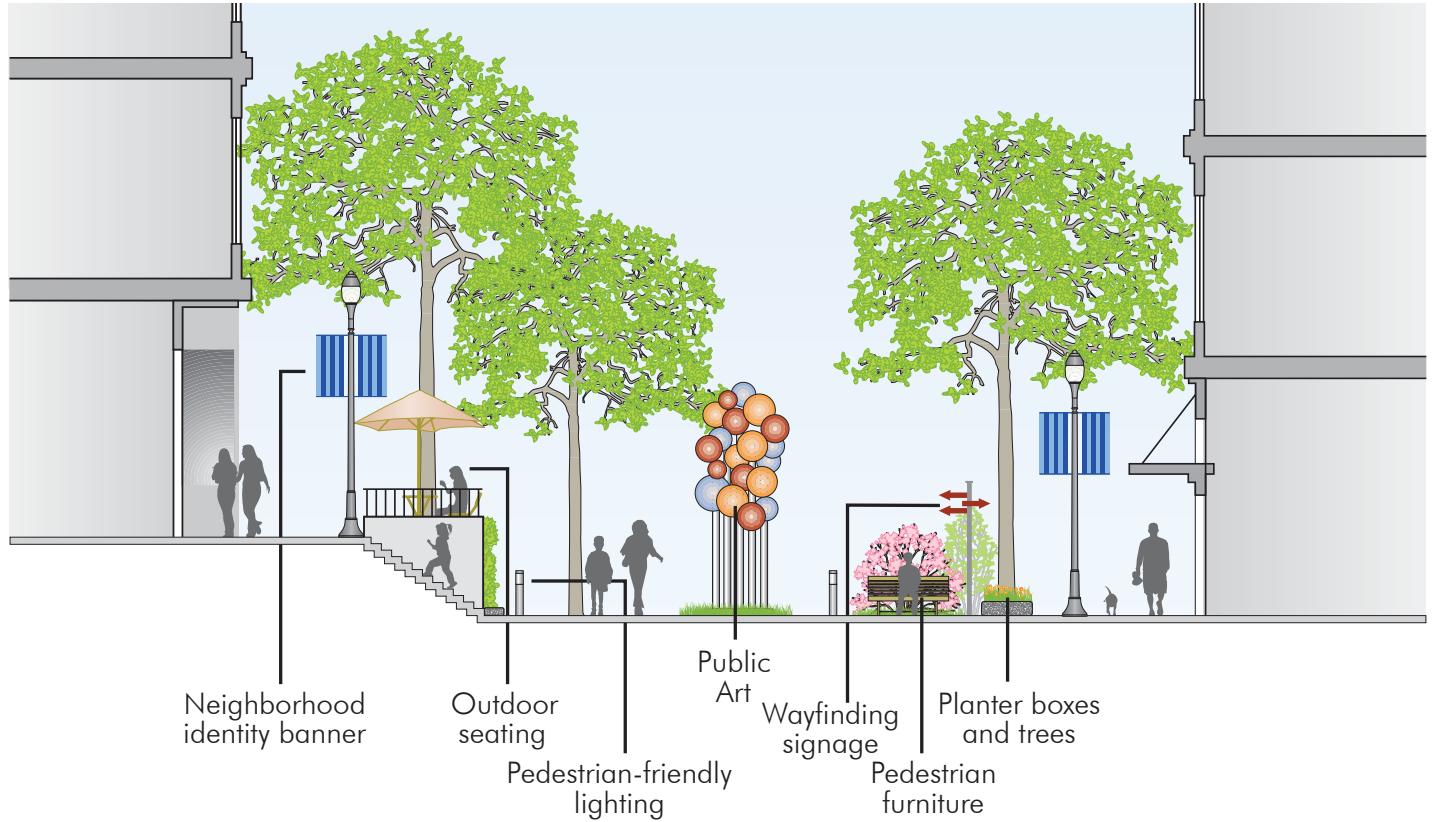 Neighborhood
identity banner
Outdoor
seating
Pedestrian-friendly
lighting
Public
Art
Wayfinding
signage
Pedestrian
furniture
Planter boxes
and trees